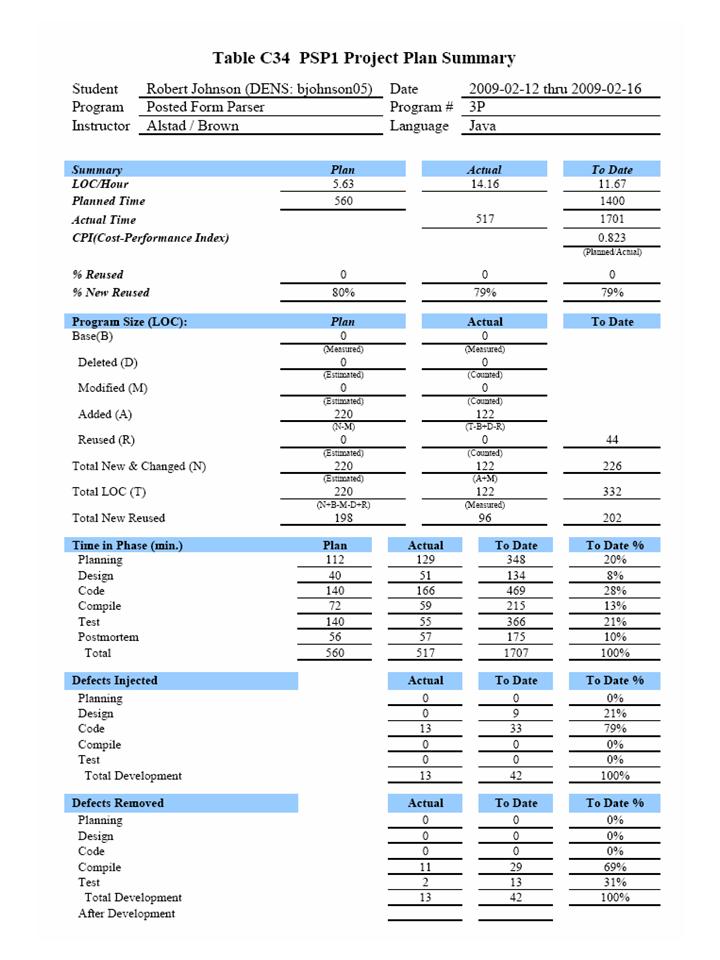 Table C34 PSP1 Project Plan Summary
Student Robert Johnson (DENS: bjohnson05) Date 2009-02-12 thru 2009-02-16
Program Posted Form Parser Program # 3P
Instructor Alstad / Brown Language Java
Summary Plan Actual To Date
LOC/Hour 5.63 14.16 11.67
Planned Time 560 1400
Actual Time 517 1701
CPI(Cost-Performance Index) 0.823
(Planned/Actual)
% Reused 0 0 0
% New Reused 80% 79% 79%
Program Size (LOC): Plan Actual To Date
Base(B) 0 0
(Measured) (Measured)
Deleted (D) 0 0
(Estimated) (Counted)
Modified (M) 0 0
(Estimated) (Counted)
Added (A) 220 122
(N-M) (T-B+D-R)
Reused (R) 0 0 44
(Estimated) (Counted)
Total New & Changed (N) 220 122 226
(Estimated) (A+M)
Total LOC (T) 220 122 332
(N+B-M-D+R) (Measured)
Total New Reused 198 96 202
Time in Phase (min.) Plan Actual To Date To Date %
Planning 112 129 348 20%
Design 40 51 134 8%
Code 140 166 469 28%
Compile 72 59 215 13%
Test 140 55 366 21%
Postmortem 56 57 175 10%
Total 560 517 1707 100%
Defects Injected Actual To Date To Date %
Planning 0 0 0%
Design 0 9 21%
Code 13 33 79%
Compile 0 0 0%
Test 0 0 0%
Total Development 13 42 100%
Defects Removed Actual To Date To Date %
Planning 0 0 0%
Design 0 0 0%
Code 0 0 0%
Compile 11 29 69%
Test 2 13 31%
Total Development 13 42 100%
After Development